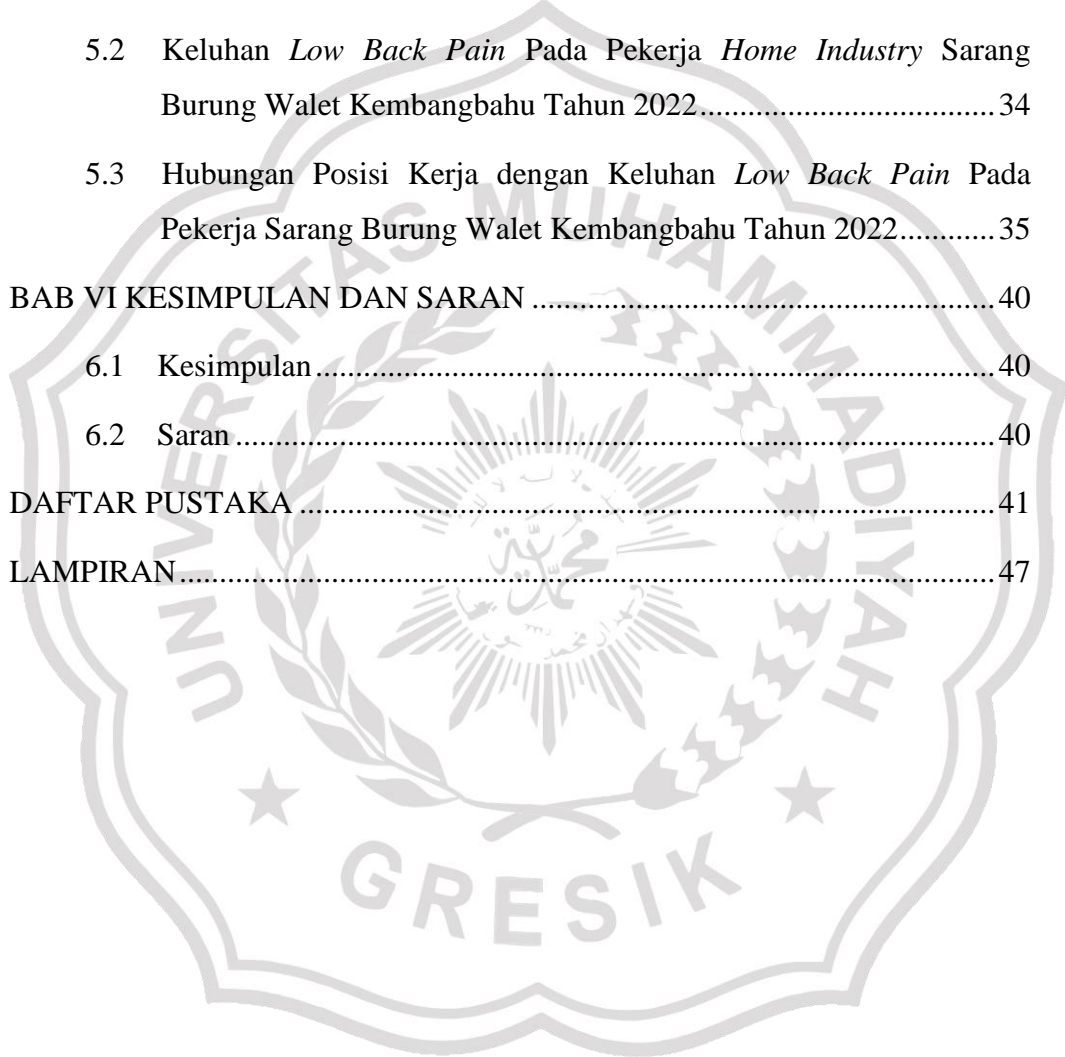 5.2 Keluhan Low Back Pain Pada Pekerja Home Industry Sarang
Burung Walet Kembangbahu Tahun 2022..................................... 34
5.3 Hubungan Posisi Kerja dengan Keluhan Low Back Pain Pada
Pekerja Sarang Burung Walet Kembangbahu Tahun 2022............ 35
BAB VI KESIMPULAN DAN SARAN .......................................................... 40
6.1 Kesimpulan..................................................................................... 40
6.2 Saran ............................................................................................... 40
DAFTAR PUSTAKA ....................................................................................... 41
LAMPIRAN...................................................................................................... 47
UNIVERSITAS MUHAMMADIYAH
GRESIK